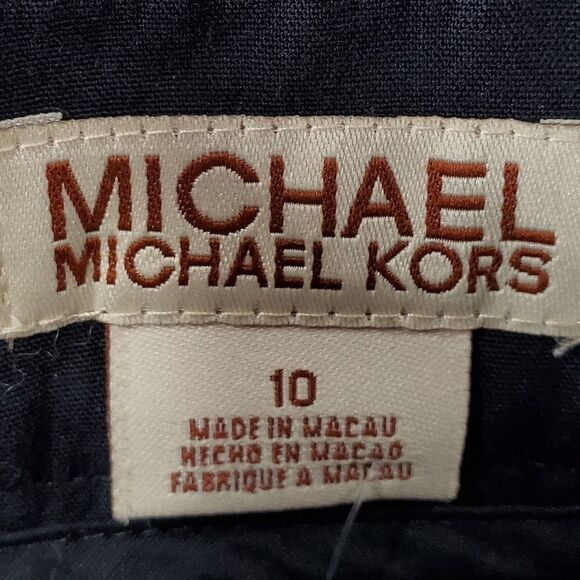 MICHAEL
MICHAEL KORS
10
MADE IN MACAU
HECHO EN MACAO
FABRIQUE A MACAU